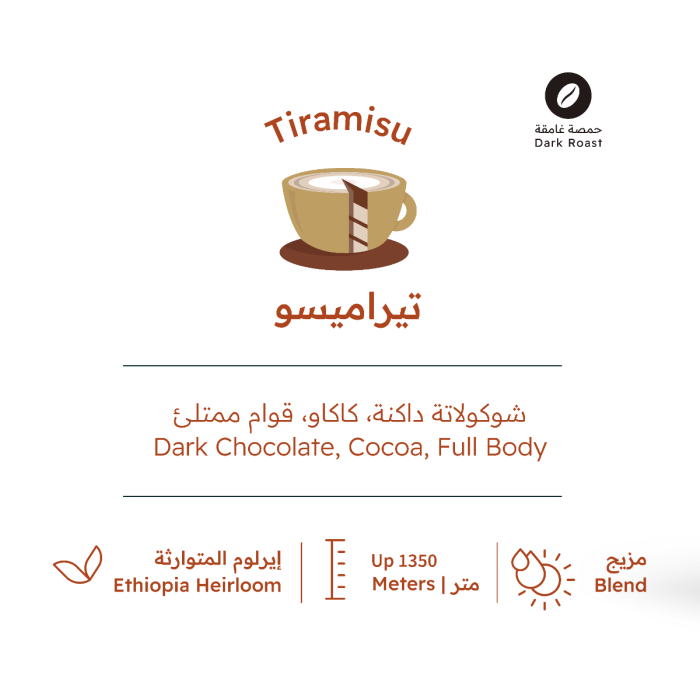 Tiramisu
حمصة غامقة
Dark Roast
تيراميسو
شوكولاتة داكنة، كاكاو، قوام ممتلئ
Dark Chocolate, Cocoa, Full Body
إيرلوم المتوارثة
Ethiopia Heirloom
Up 1350
Meters | متر
مزيج
Blend